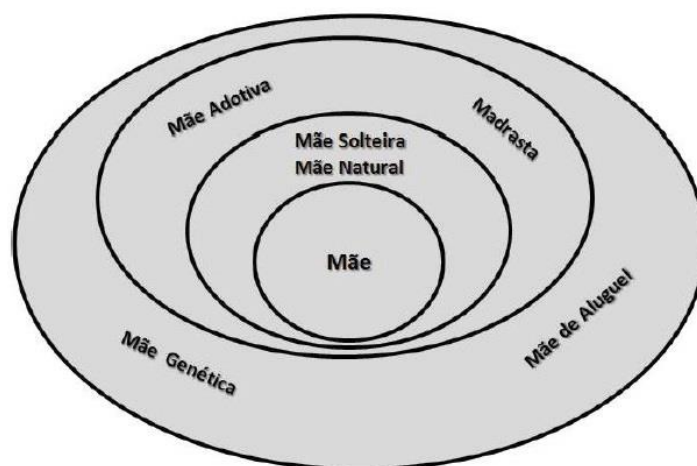 Mãe Adotiva
Madrasta
Mãe Solteira
Mãe Natural
Mãe
Mãe Genética
Mãe de Aluguel